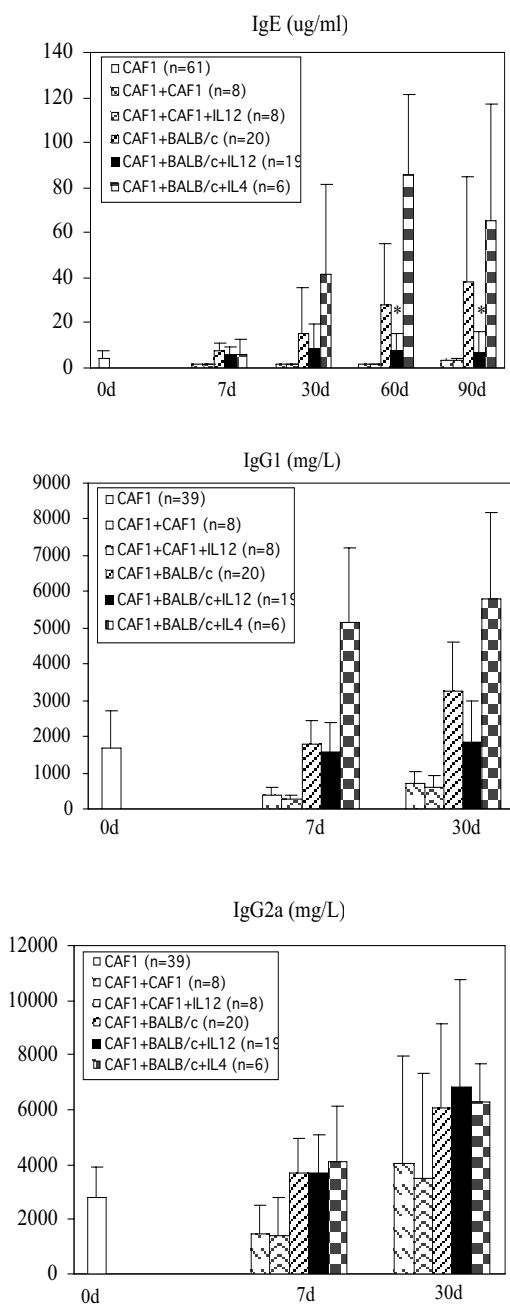 IgE (ug/ml)
140
120
100
80
60
40
20
0
CAF1 (n=61)
CAF1+CAF1 (n=8)
CAF1+CAF1+IL12 (n=8)
CAF1+BALB/c (n=20)
CAF1+BALB/c+IL12 (n=19
CAF1+BALB/c+IL4 (n=6)
* *
0d 7d 30d 60d 90d
IgG1 (mg/L)
9000
8000
7000
6000
5000
4000
3000
2000
1000
0
CAF1 (n=39)
CAF1+CAF1 (n=8)
CAF1+CAF1+IL12 (n=8)
CAF1+BALB/c (n=20)
CAF1+BALB/c+IL12 (n=19
CAF1+BALB/c+IL4 (n=6)
0d 7d 30d
IgG2a (mg/L)
12000
10000
8000
6000
4000
2000
0
CAF1 (n=39)
CAF1+CAF1 (n=8)
CAF1+CAF1+IL12 (n=8)
CAF1+BALB/c (n=20)
CAF1+BALB/c+IL12 (n=19
CAF1+BALB/c+IL4 (n=6)
0d 7d 30d